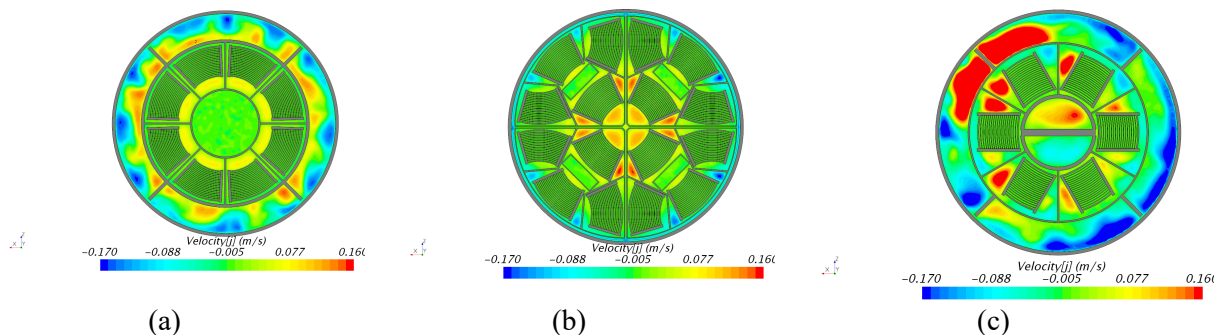 Velocity[j] (m/s)
-0.170 -0.088 -0.005 0.077 0.160
X Z Y
(a)
Velocity[j] (m/s)
-0.170 -0.088 -0.005 0.077 0.160
X Z Y
(b)
Velocity[j] (m/s)
-0.170 -0.088 -0.005 0.077 0.160
X Z Y
(c)